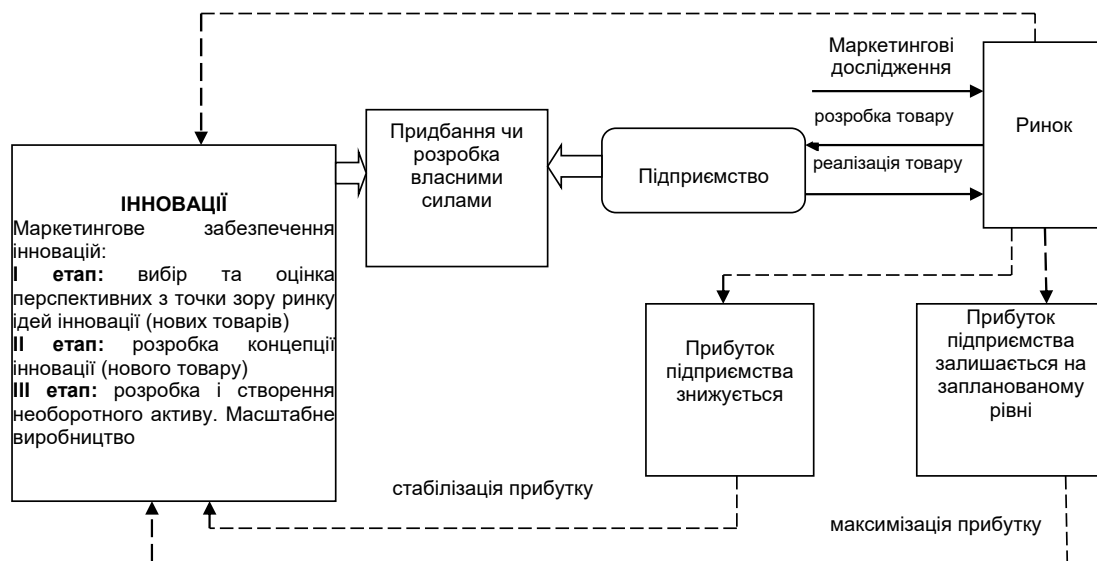 Маркетингові
дослідження
розробка товару
реалізація товару
Ринок
Придбання чи
розробка
власними
силами
Підприємство
ІННОВАЦІЇ
Маркетингове забезпечення
інновацій:
І етап: вибір та оцінка
перспективних з точки зору ринку
ідей інновації (нових товарів)
ІІ етап: розробка концепції
інновації (нового товару)
ІІІ етап: розробка і створення
необоротного активу. Масштабне
виробництво
Прибуток
підприємства
знижується
Прибуток
підприємства
залишається на
запланованому
рівні
стабілізація прибутку
максимізація прибутку